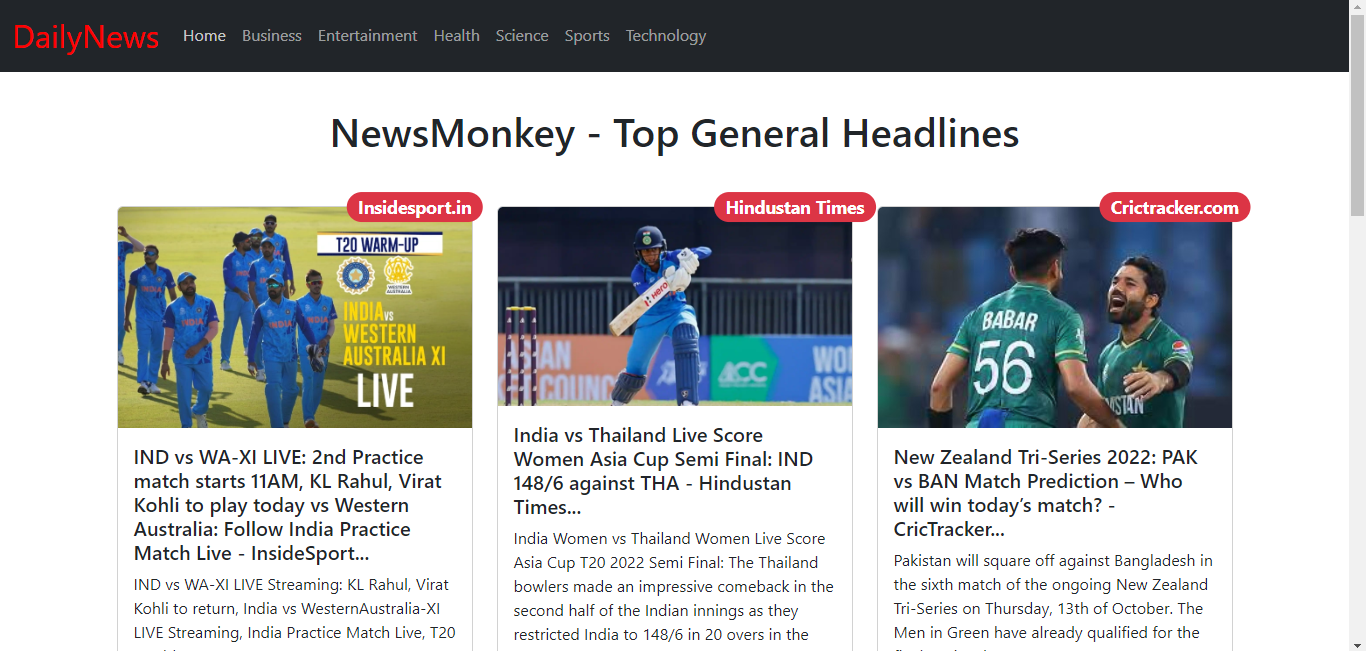 DailyNews Home Business Entertainment Health Science Sports Technology
NewsMonkey - Top General Headlines
Insidesport.in
T20 WARM-UP
WESTERN
AUSTRALIA
INDIA VS
WESTERN
AUSTRALIA XI
LIVE
IND vs WA-XI LIVE: 2nd Practice
match starts 11AM, KL Rahul, Virat
Kohli to play today vs Western
Australia: Follow India Practice
Match Live - InsideSport...
IND vs WA-XI LIVE Streaming: KL Rahul, Virat
Kohli to return, India vs WesternAustralia-XI
LIVE Streaming, India Practice Match Live, T20
Hindustan Times
Hero
ACC
India vs Thailand Live Score
Women Asia Cup Semi Final: IND
148/6 against THA - Hindustan
Times...
India Women vs Thailand Women Live Score
Asia Cup T20 2022 Semi Final: The Thailand
bowlers made an impressive comeback in the
second half of the Indian innings as they
restricted India to 148/6 in 20 overs in the
Crictracker.com
BABAR
56
New Zealand Tri-Series 2022: PAK
vs BAN Match Prediction – Who
will win today’s match? -
CricTracker...
Pakistan will square off against Bangladesh in
the sixth match of the ongoing New Zealand
Tri-Series on Thursday, 13th of October. The
Men in Green have already qualified for the